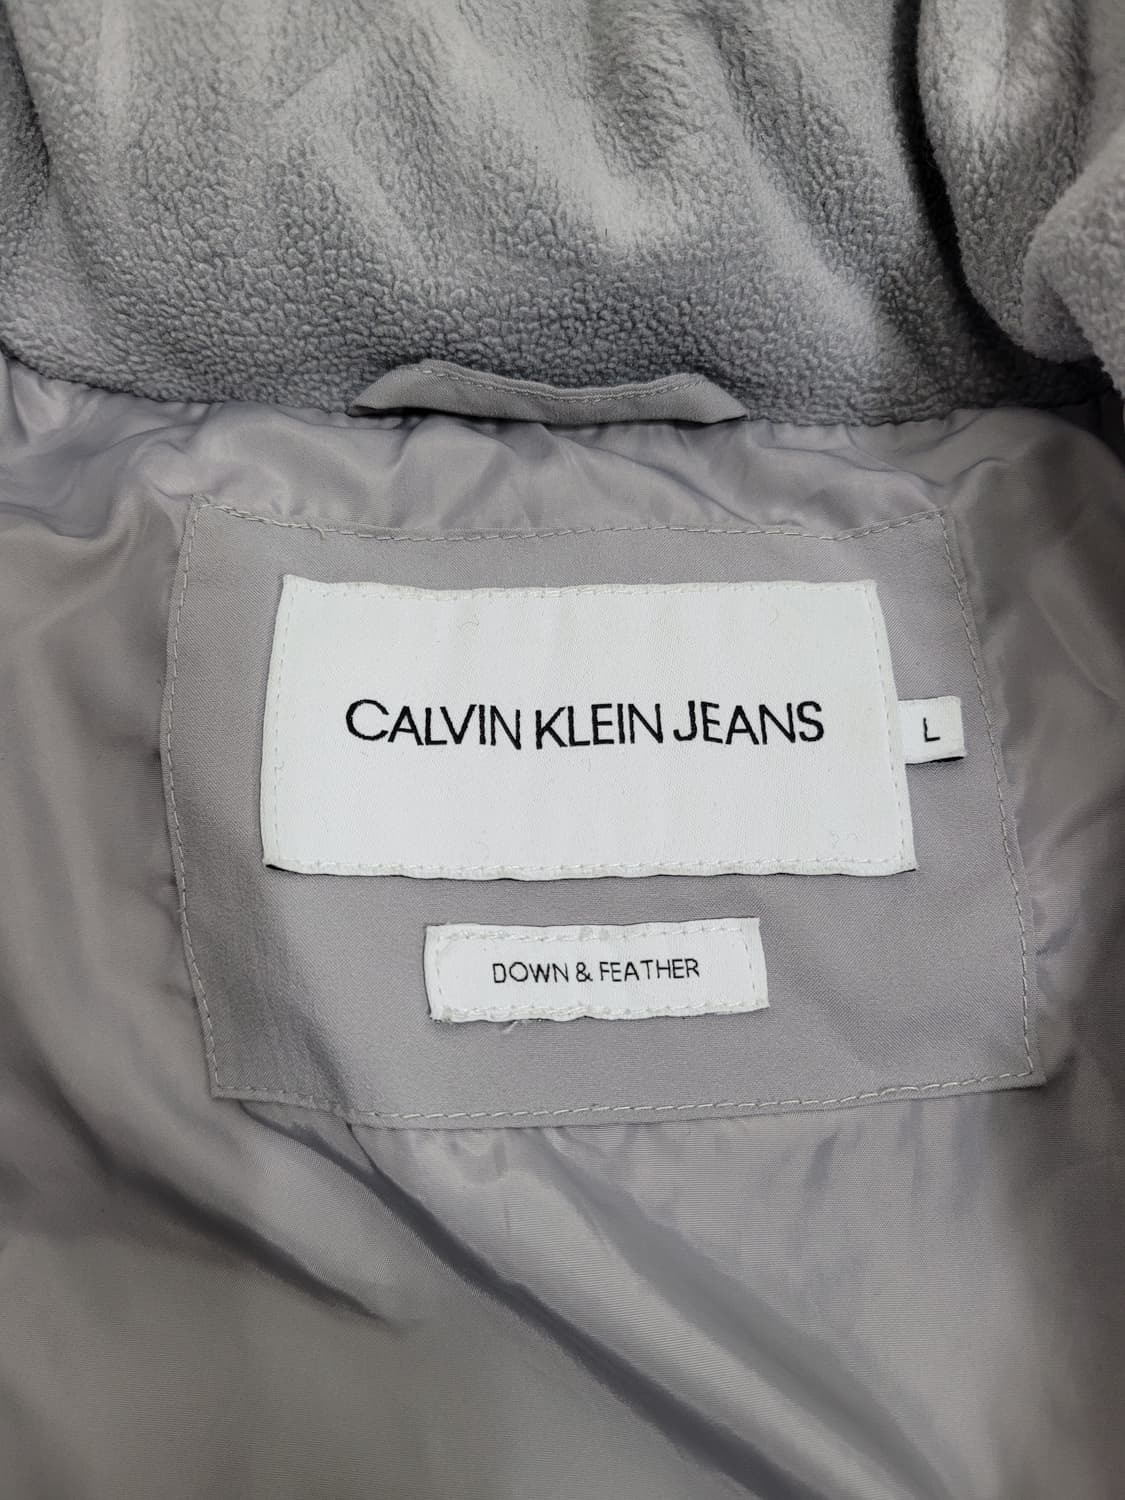 CALVIN KLEIN JEANS
L
DOWN & FEATHER